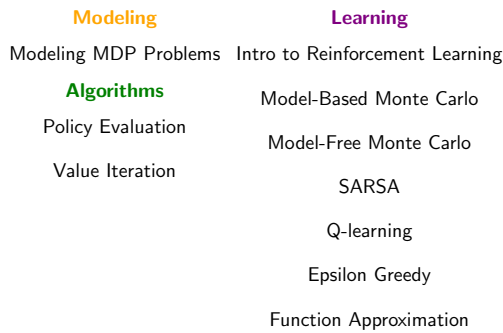 Modeling
Modeling MDP Problems
Algorithms
Policy Evaluation
Value Iteration
Learning
Intro to Reinforcement Learning
Model-Based Monte Carlo
Model-Free Monte Carlo
SARSA
Q-learning
Epsilon Greedy
Function Approximation